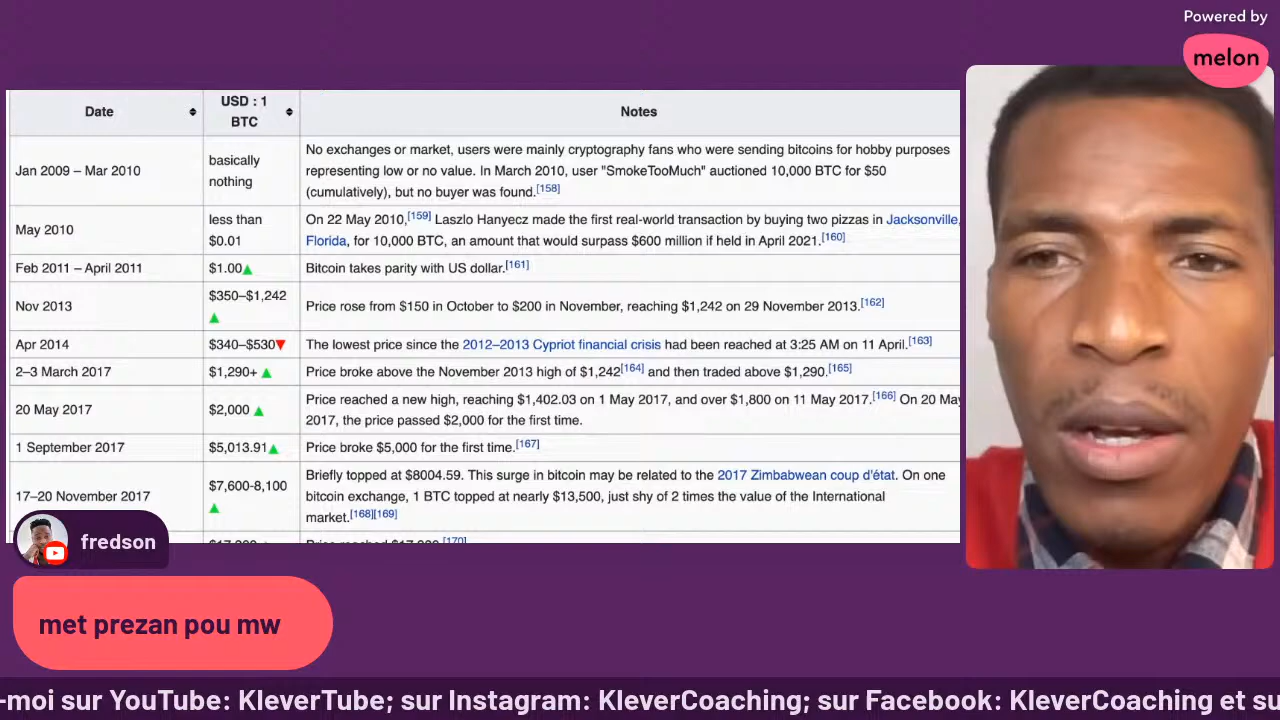 Powered by
melon
Date
USD : 1
BTC
Notes
Jan 2009 – Mar 2010
basically
nothing
No exchanges or market, users were mainly cryptography fans who were sending bitcoins for hobby purposes
representing low or no value. In March 2010, user "SmokeTooMuch" auctioned 10,000 BTC for $50
(cumulatively), but no buyer was found.[158]
May 2010
less than
$0.01
On 22 May 2010,[159] Laszlo Hanyecz made the first real-world transaction by buying two pizzas in Jacksonville,
Florida, for 10,000 BTC, an amount that would surpass $600 million if held in April 2021.[160]
Feb 2011 – April 2011
$1.00▲
Bitcoin takes parity with US dollar.[161]
Nov 2013
$350–$1,242
▲
Price rose from $150 in October to $200 in November, reaching $1,242 on 29 November 2013.[162]
Apr 2014
$340–$530▼
The lowest price since the 2012–2013 Cypriot financial crisis had been reached at 3:25 AM on 11 April.[163]
2–3 March 2017
$1,290+ ▲
Price broke above the November 2013 high of $1,242[164] and then traded above $1,290.[165]
20 May 2017
$2,000 ▲
Price reached a new high, reaching $1,402.03 on 1 May 2017, and over $1,800 on 11 May 2017.[166] On 20 May
2017, the price passed $2,000 for the first time.
1 September 2017
$5,013.91▲
Price broke $5,000 for the first time.[167]
17–20 November 2017
$7,600-8,100
▲
Briefly topped at $8004.59. This surge in bitcoin may be related to the 2017 Zimbabwean coup d'état. On one
bitcoin exchange, 1 BTC topped at nearly $13,500, just shy of 2 times the value of the International
market.[168][169]
fredson
met prezan pou mw
-moi sur YouTube: KleverTube; sur Instagram: KleverCoaching; sur Facebook: KleverCoaching et su